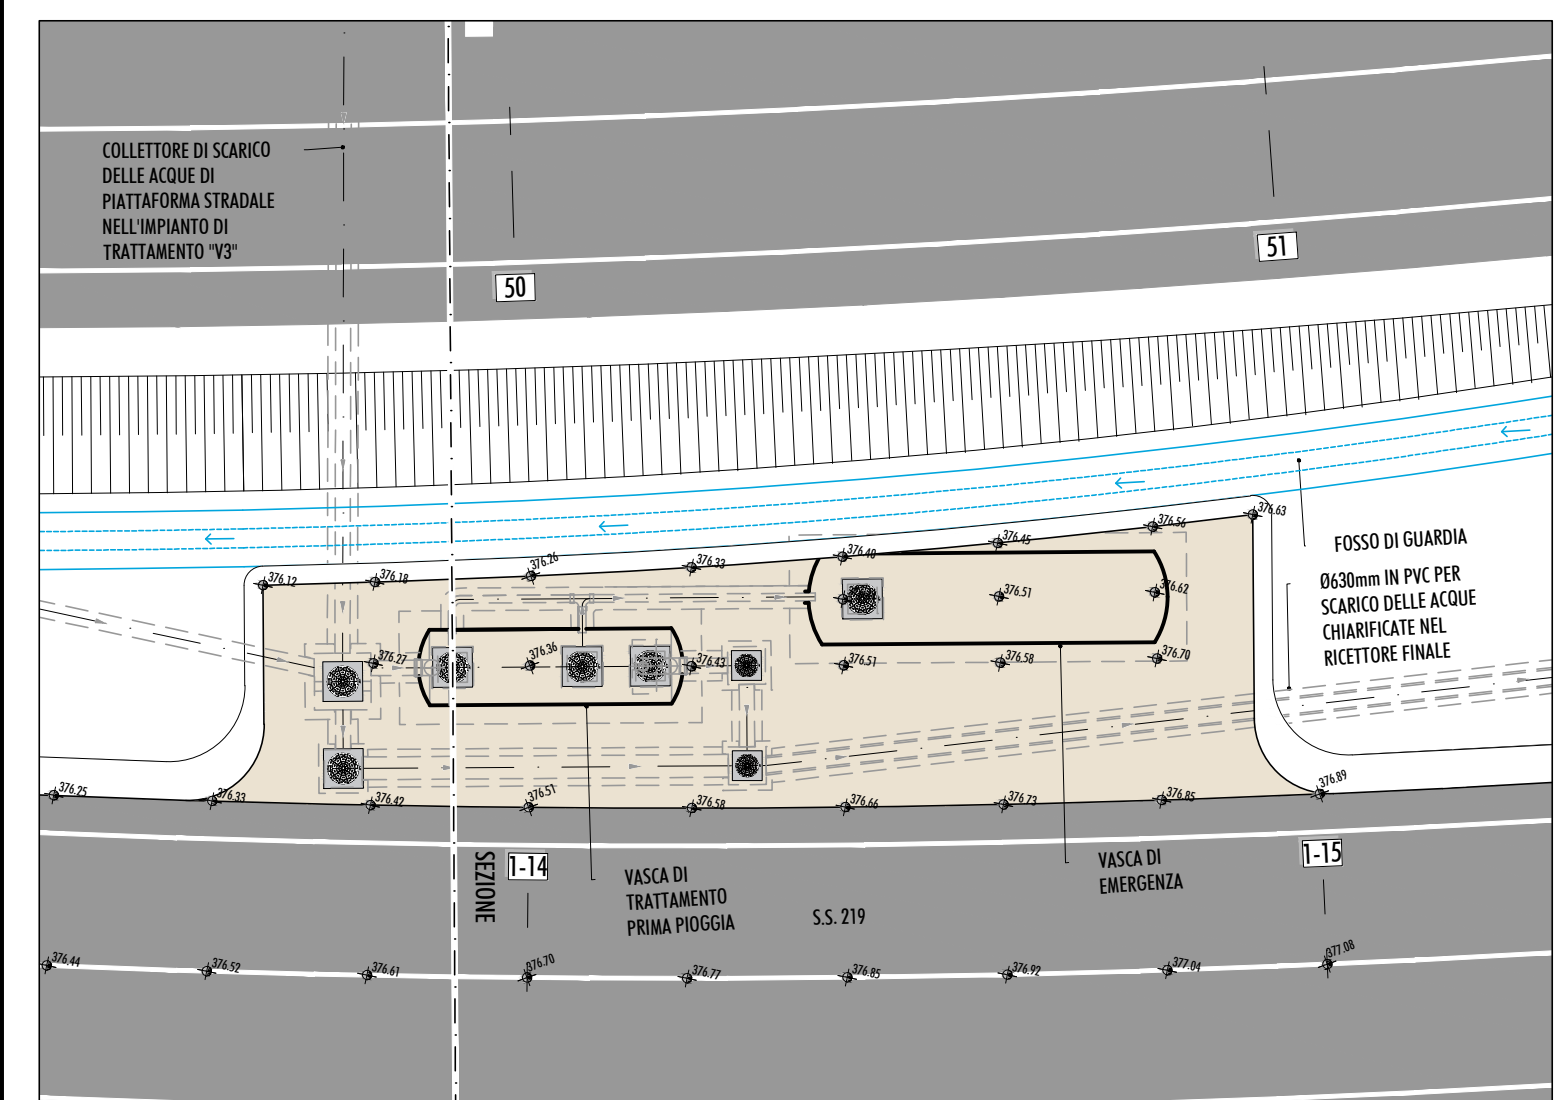 COLLETTORE DI SCARICO
DELLE ACQUE DI
PIATTAFORMA STRADALE
NELL'IMPIANTO DI
TRATTAMENTO "V3"
50
51
376.63
376.56
376.45
376.40
376.33
376.26
376.18
376.12
FOSSO DI GUARDIA
Ø630mm IN PVC PER
SCARICO DELLE ACQUE
CHIARIFICATE NEL
RICETTORE FINALE
376.51
376.62
376.27
376.36
376.43
376.51
376.58
376.70
376.25
376.33
376.42
376.51
376.58
376.66
376.73
376.85
376.89
SEZIONE
1-14
1-15
VASCA DI
TRATTAMENTO
PRIMA PIOGGIA
S.S. 219
VASCA DI
EMERGENZA
376.44
376.52
376.61
376.70
376.77
376.85
376.92
377.04
377.08